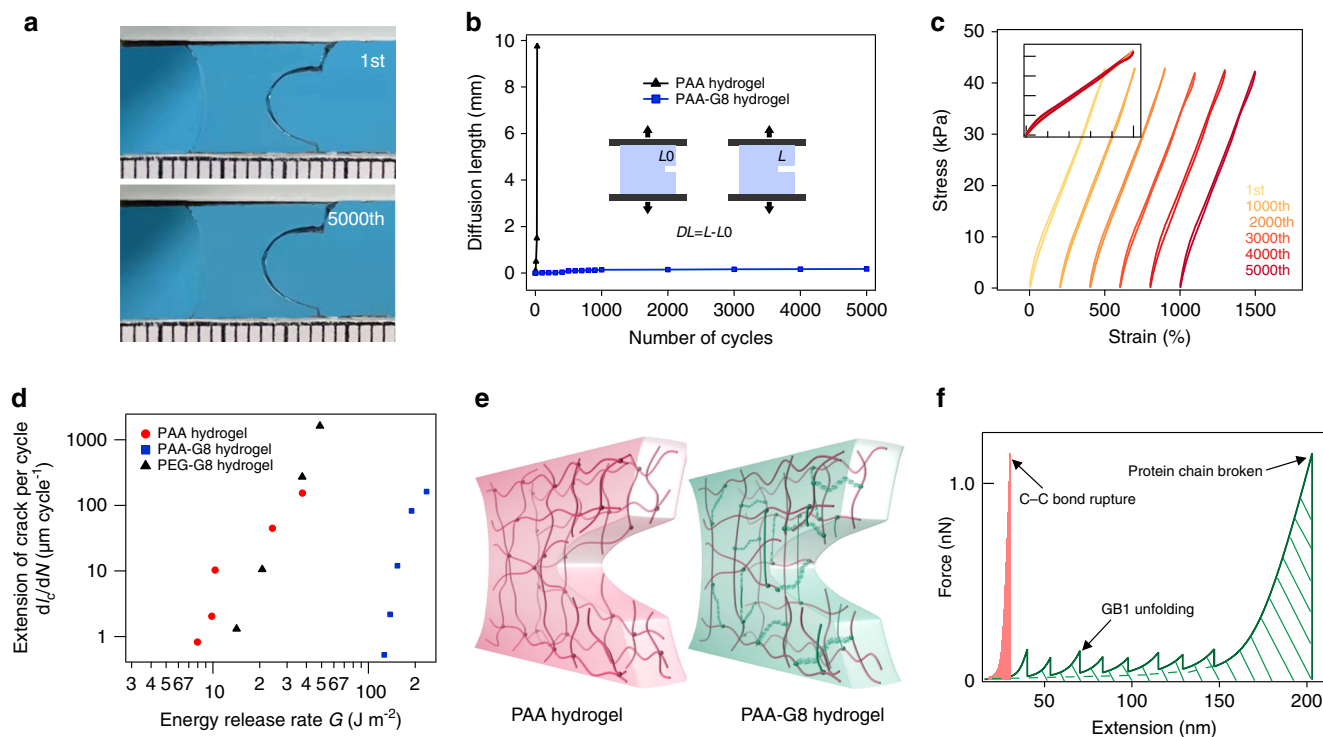 a
1st
5000th
b
Diffusion length (mm)
10
8
6
4
2
0
PAA hydrogel
PAA-G8 hydrogel
L0
L
DL=L-L0
0
1000
2000
3000
4000
5000
Number of cycles
c
Stress (kPa)
50
40
30
20
10
0
1st
1000th
2000th
3000th
4000th
5000th
0
500
1000
1500
Strain (%)
d
Extension of crack per cycle
dlc/dN (μm cycle-1)
1000
100
10
1
PAA hydrogel
PAA-G8 hydrogel
PEG-G8 hydrogel
3 4 5 6 7 10 2 3 4 5 6 7 100 2
Energy release rate G (J m-2)
e
PAA hydrogel
PAA-G8 hydrogel
f
Force (nN)
1.0
0
C–C bond rupture
Protein chain broken
GB1 unfolding
50
100
150
200
Extension (nm)